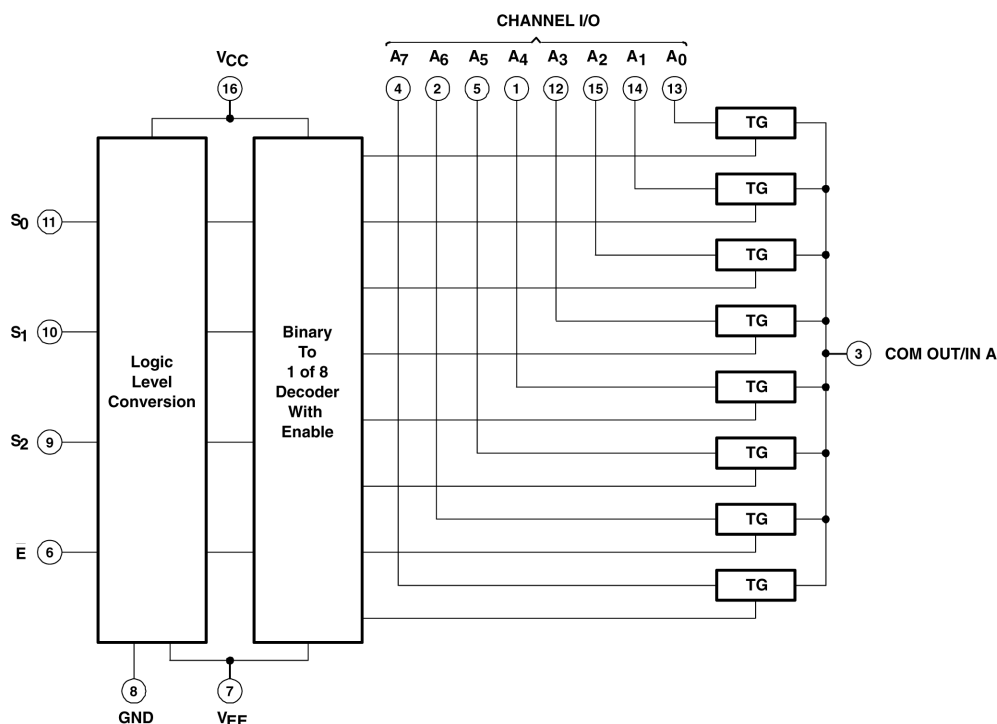 CHANNEL I/O
VCC
A7 A6 A5 A4 A3 A2 A1 A0
16
4 2 5 1 12 15 14 13
TG
TG
S0 11
TG
TG
S1 10
Logic
Level
Conversion
Binary
To
1 of 8
Decoder
With
Enable
3 COM OUT/IN A
TG
S2 9
TG
TG
E̅ 6
TG
8
7
GND
VEE